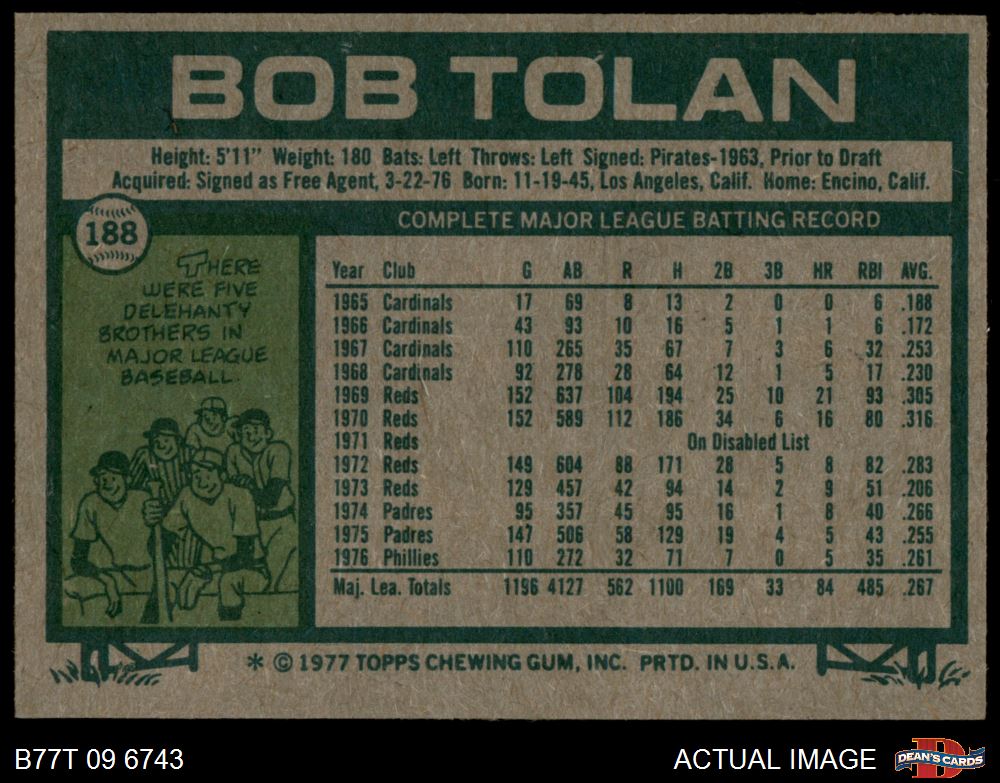 BOB TOLAN
Height: 5'11" Weight: 180 Bats: Left Throws: Left Signed: Pirates-1963, Prior to Draft
Acquired: Signed as Free Agent, 3-22-76 Born: 11-19-45, Los Angeles, Calif. Home: Encino, Calif.
188
THERE
WERE FIVE
DELEHANTY
BROTHERS IN
MAJOR LEAGUE
BASEBALL.
COMPLETE MAJOR LEAGUE BATTING RECORD
Year Club G AB R H 2B 3B HR RBI AVG.
1965 Cardinals 17 69 8 13 2 0 0 6 .188
1966 Cardinals 43 93 10 16 5 1 1 6 .172
1967 Cardinals 110 265 35 67 7 3 6 32 .253
1968 Cardinals 92 278 28 64 12 1 5 17 .230
1969 Reds 152 637 104 194 25 10 21 93 .305
1970 Reds 152 589 112 186 34 6 16 80 .316
1971 Reds On Disabled List
1972 Reds 149 604 88 171 28 5 8 82 .283
1973 Reds 129 457 42 94 14 2 9 51 .206
1974 Padres 95 357 45 95 16 1 8 40 .266
1975 Padres 147 506 58 129 19 4 5 43 .255
1976 Phillies 110 272 32 71 7 0 5 35 .261
Maj. Lea. Totals 1196 4127 562 1100 169 33 84 485 .267
* © 1977 TOPPS CHEWING GUM, INC. PRTD. IN U.S.A.
B77T 09 6743
ACTUAL IMAGE
D
DEAN'S CARDS